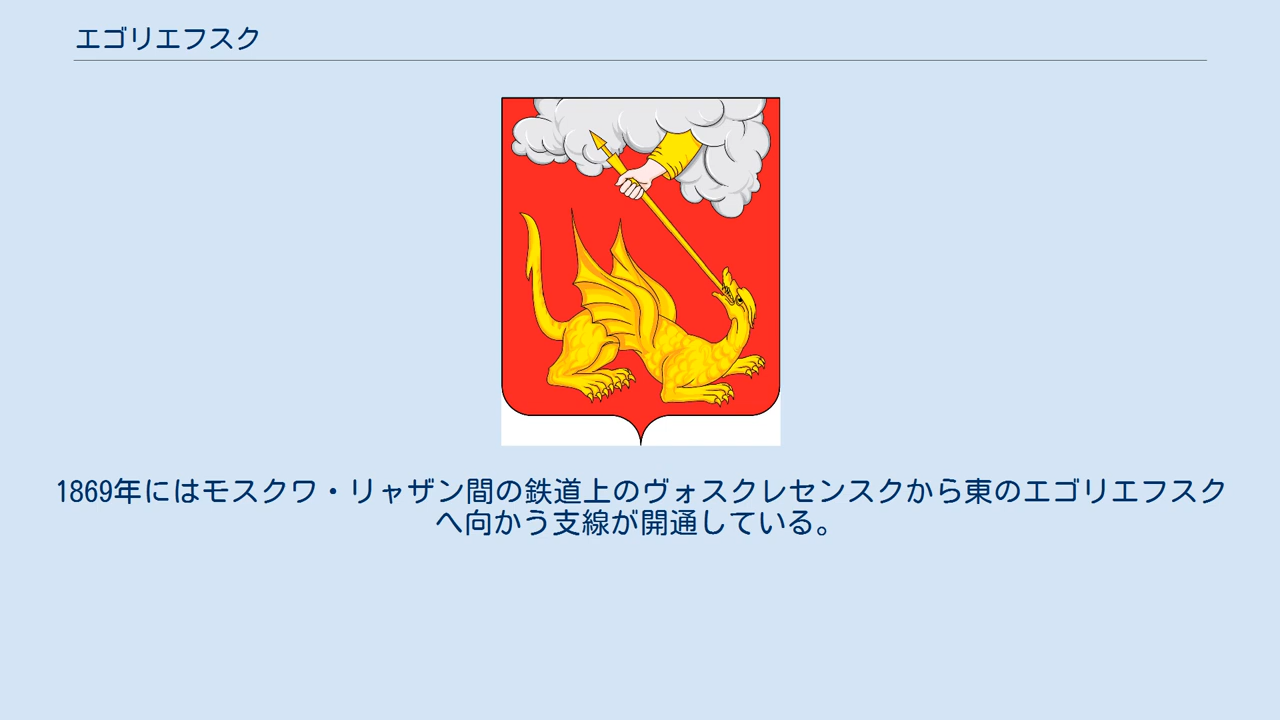 エゴリエフスク
1869年にはモスクワ・リャザン間の鉄道上のヴォスクレセンスクから東のエゴリエフスク
へ向かう支線が開通している。